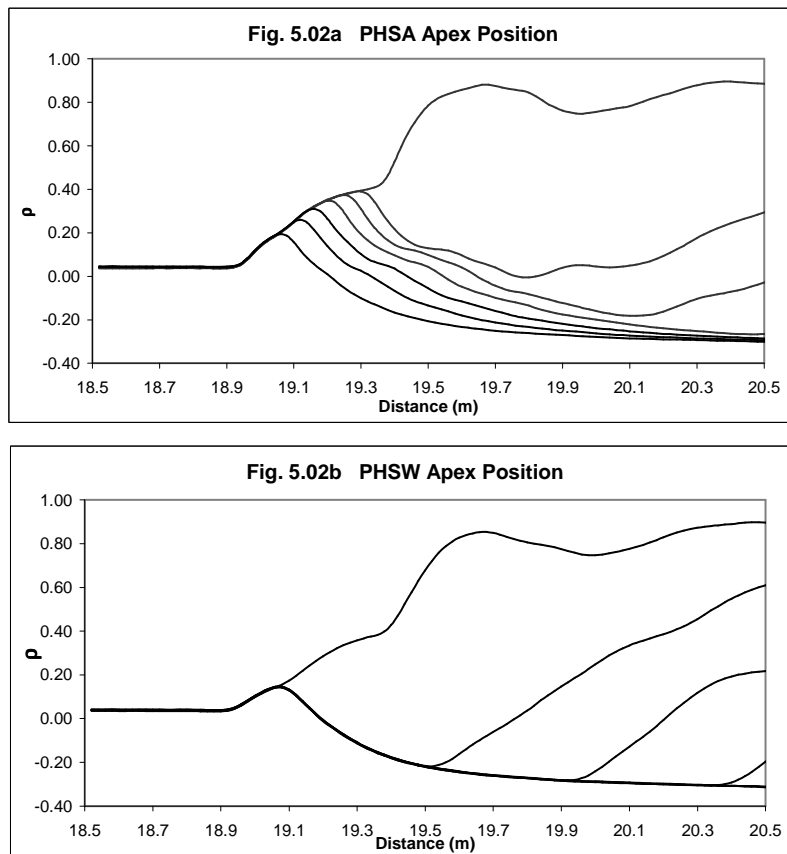 Fig. 5.02a PHSA Apex Position
1.00
0.80
0.60
0.40
0.20
0.00
-0.20
-0.40
ρ
18.5 18.7 18.9 19.1 19.3 19.5 19.7 19.9 20.1 20.3 20.5
Distance (m)
Fig. 5.02b PHSW Apex Position
1.00
0.80
0.60
0.40
0.20
0.00
-0.20
-0.40
ρ
18.5 18.7 18.9 19.1 19.3 19.5 19.7 19.9 20.1 20.3 20.5
Distance (m)